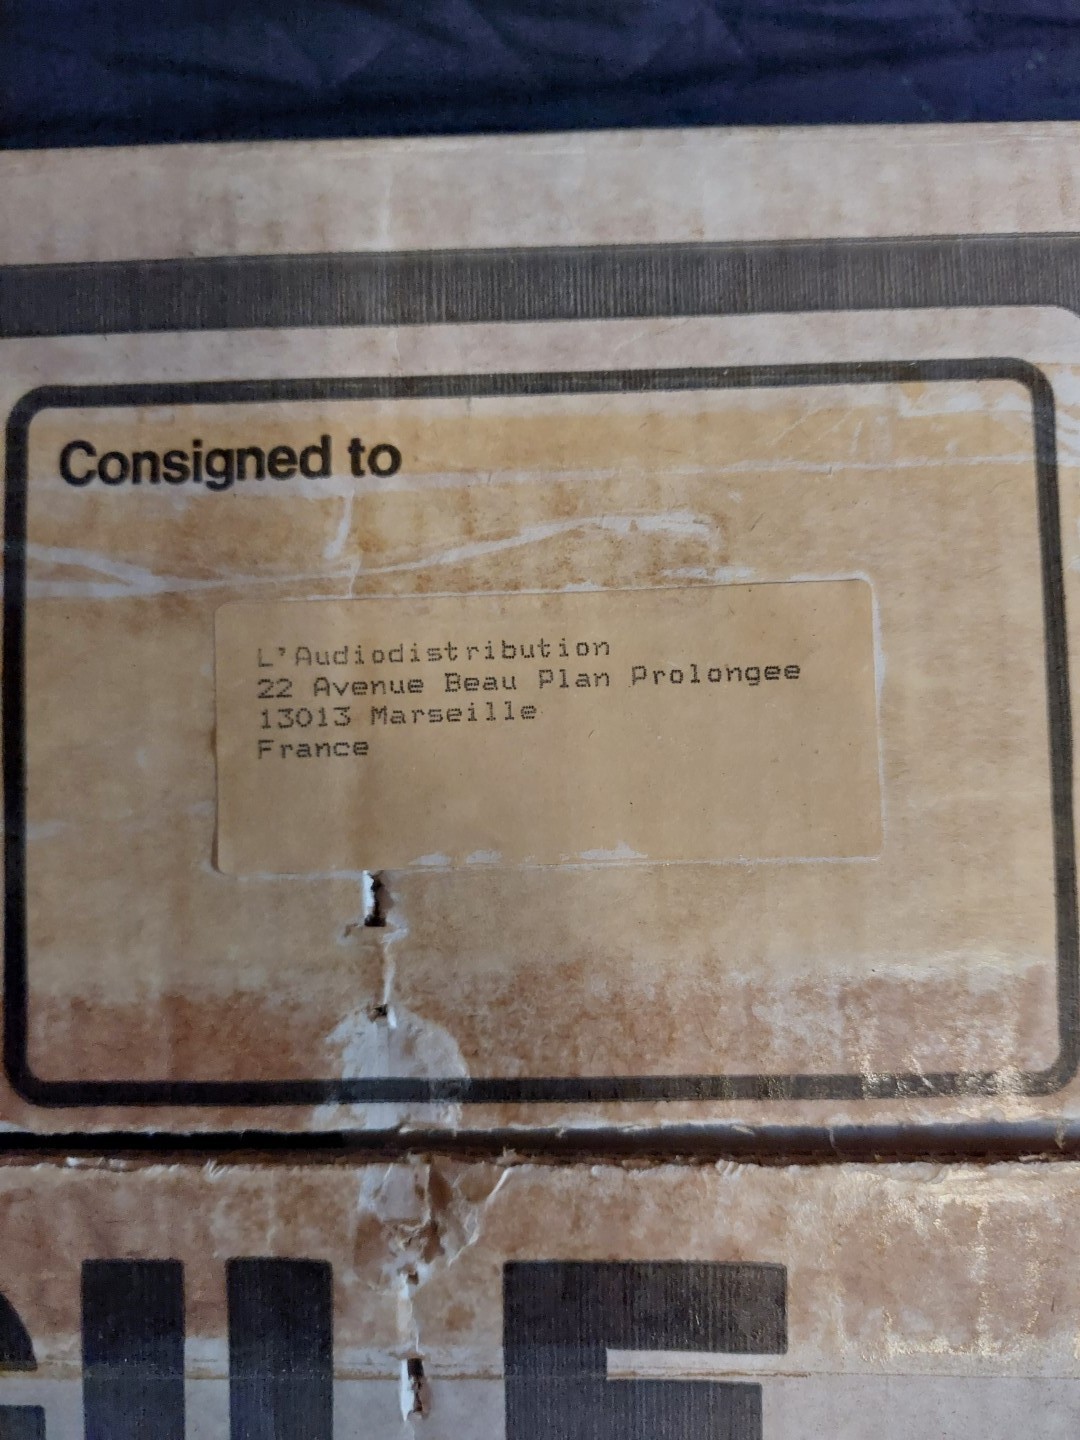 Consigned to
L'Audiodistribution
22 Avenue Beau Plan Prolongee
13013 Marseille
France